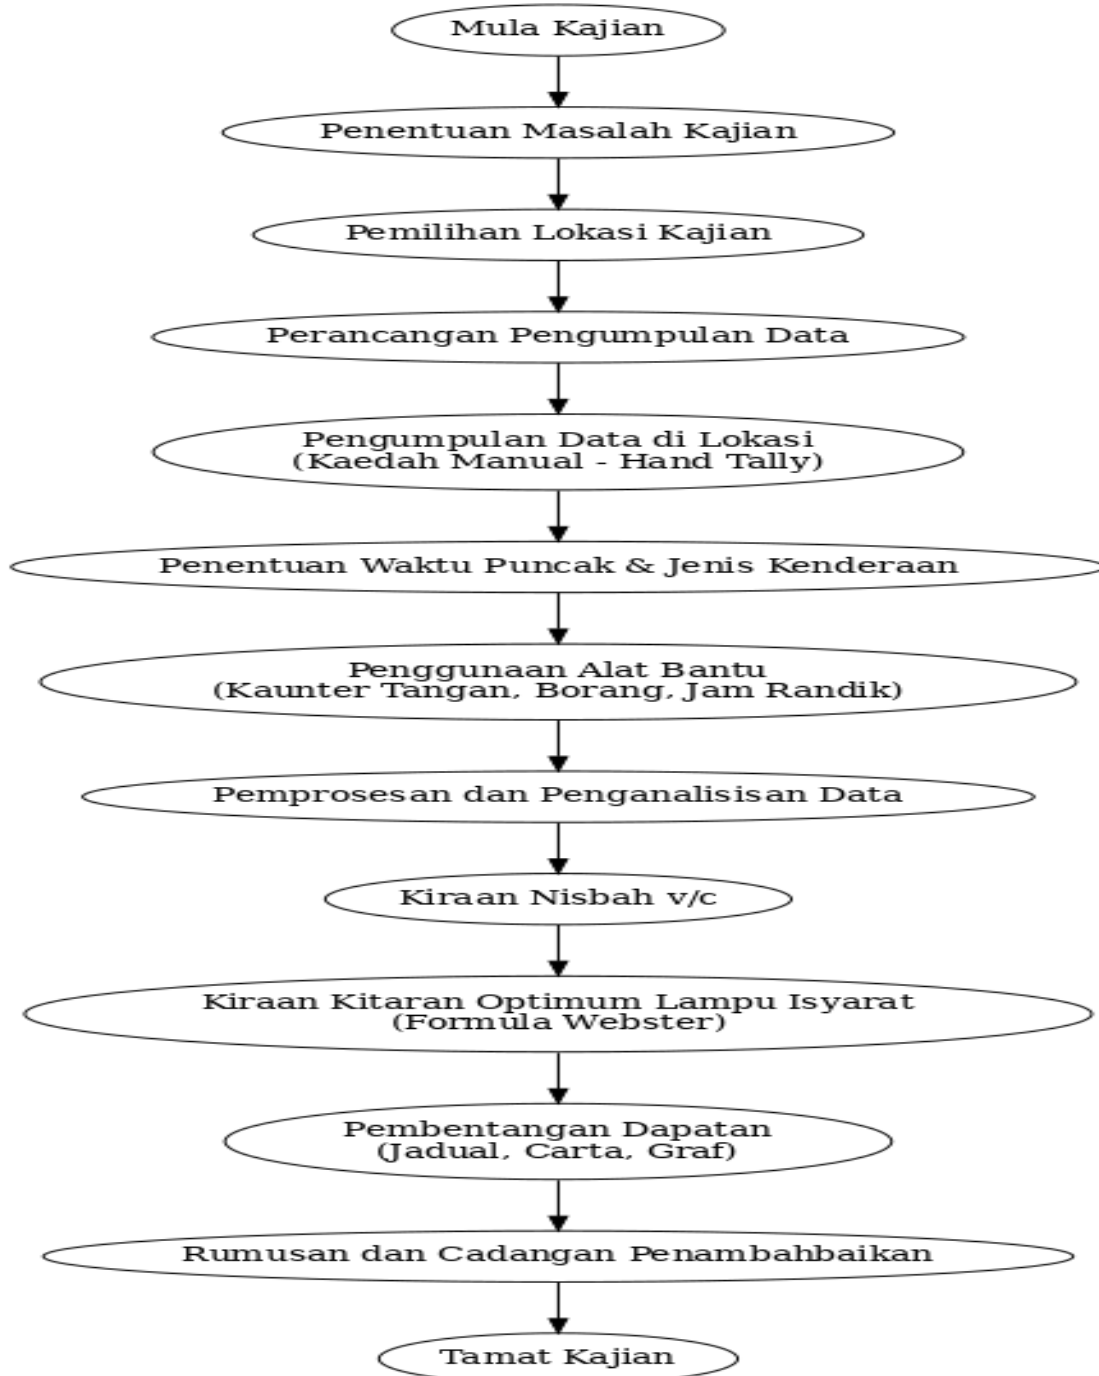 Mula Kajian
Penentuan Masalah Kajian
Pemilihan Lokasi Kajian
Perancangan Pengumpulan Data
Pengumpulan Data di Lokasi
(Kaedah Manual - Hand Tally)
Penentuan Waktu Puncak & Jenis Kenderaan
Penggunaan Alat Bantu
(Kaunter Tangan, Borang, Jam Randik)
Pemprosesan dan Penganalisisan Data
Kiraan Nisbah v/c
Kiraan Kitaran Optimum Lampu Isyarat
(Formula Webster)
Pembentangan Dapatan
(Jadual, Carta, Graf)
Rumusan dan Cadangan Penambahbaikan
Tamat Kajian